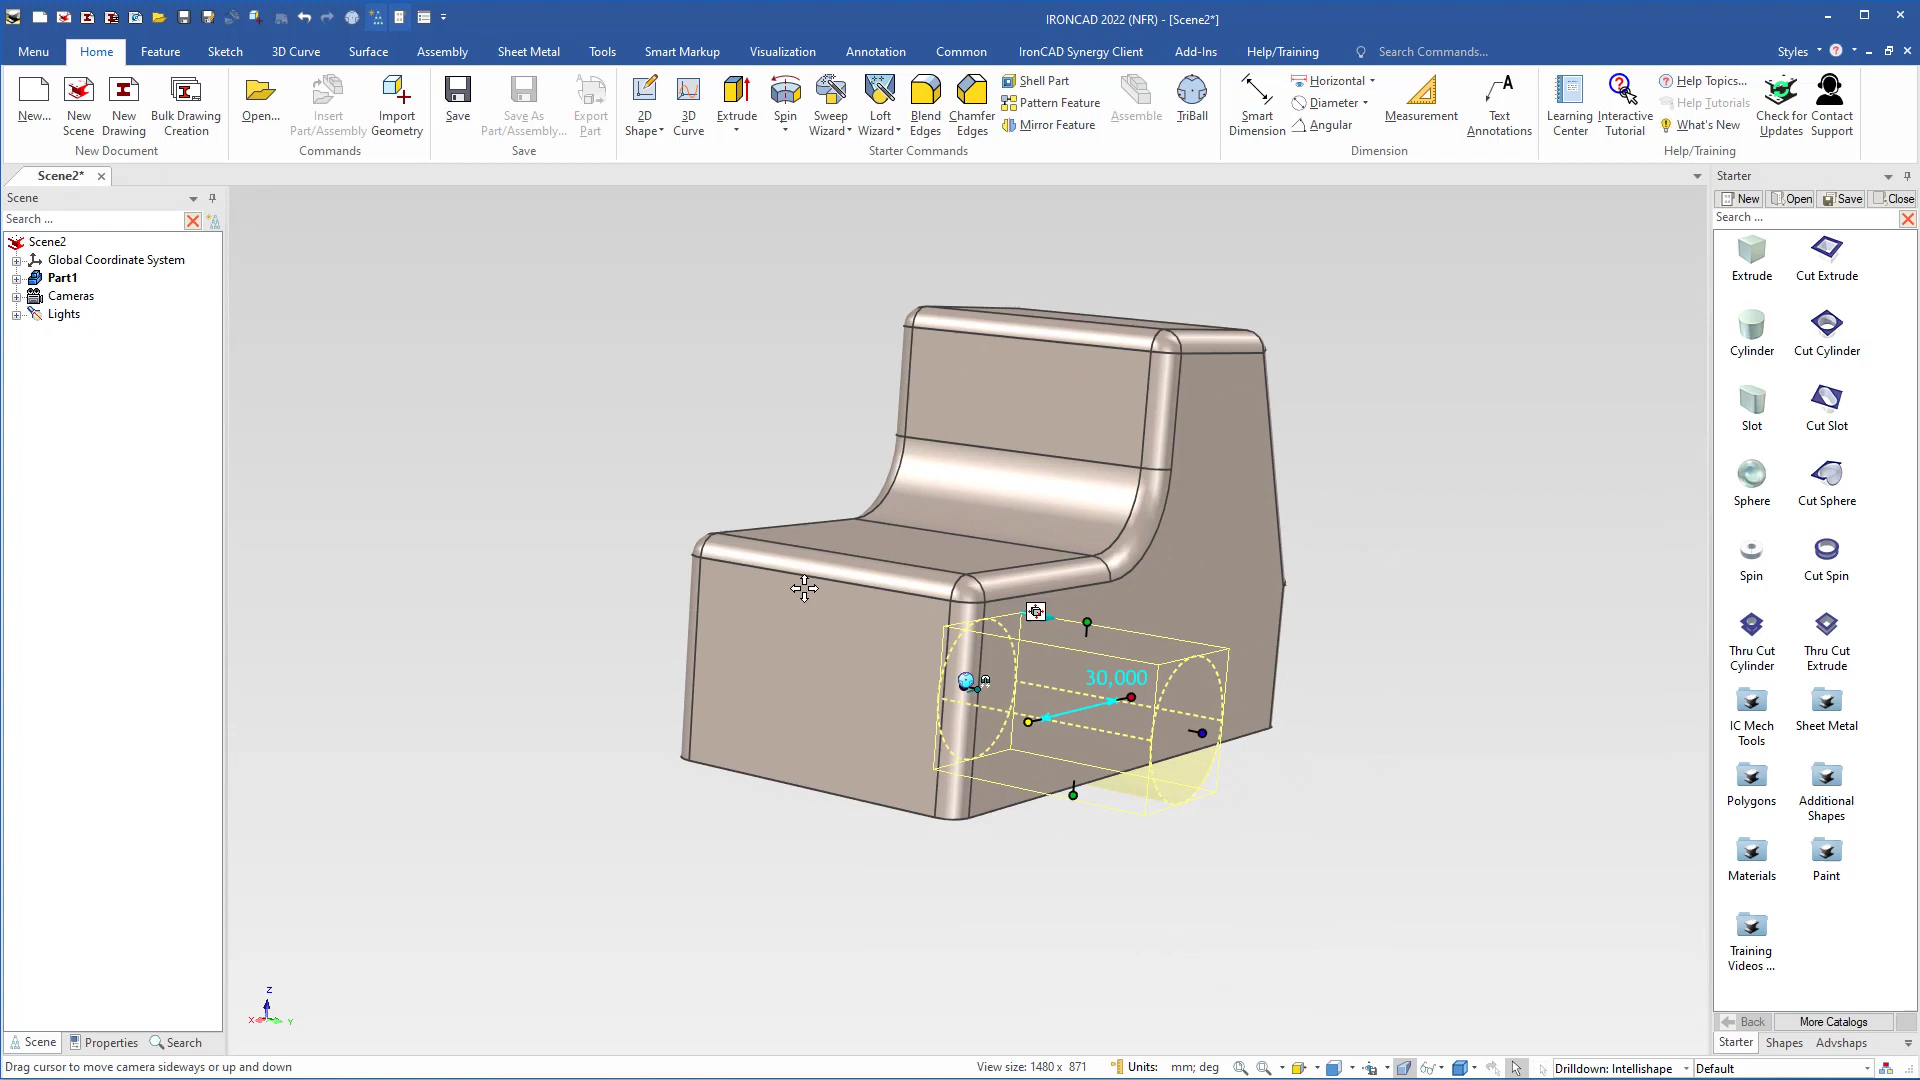 IRONCAD 2022 (NFR) - [Scene2*]
Menu Home Feature Sketch 3D Curve Surface Assembly Sheet Metal Tools Smart Markup Visualization Annotation Common IronCAD Synergy Client Add-Ins Help/Training Search Commands... Styles
New... New Scene New Drawing Bulk Drawing Creation
New Document
Open... Insert Part/Assembly Import Geometry
Commands
Save Save As Part/Assembly... Export Part
Save
2D Shape 3D Curve Extrude Spin Sweep Wizard Loft Wizard Blend Edges Chamfer Edges
Shell Part
Pattern Feature
Mirror Feature
Assemble TriBall
Starter Commands
Smart Dimension
Horizontal
Diameter
Angular
Measurement Text Annotations
Dimension
Learning Center Interactive Tutorial
Help Topics...
Help Tutorials
What's New
Check for Updates Contact Support
Help/Training
Scene2*
Scene
Search ...
Scene2
Global Coordinate System
Part1
Cameras
Lights
30,000
Z
X
Y
Starter
New Open Save Close
Search ...
Extrude Cut Extrude
Cylinder Cut Cylinder
Slot Cut Slot
Sphere Cut Sphere
Spin Cut Spin
Thru Cut Cylinder Thru Cut Extrude
IC Mech Tools Sheet Metal
Polygons Additional Shapes
Materials Paint
Training Videos ...
Back More Catalogs
Starter Shapes Advshaps
Scene Properties Search
Drag cursor to move camera sideways or up and down
View size: 1480 x 871
Units: mm; deg
Drilldown: Intellishape
Default